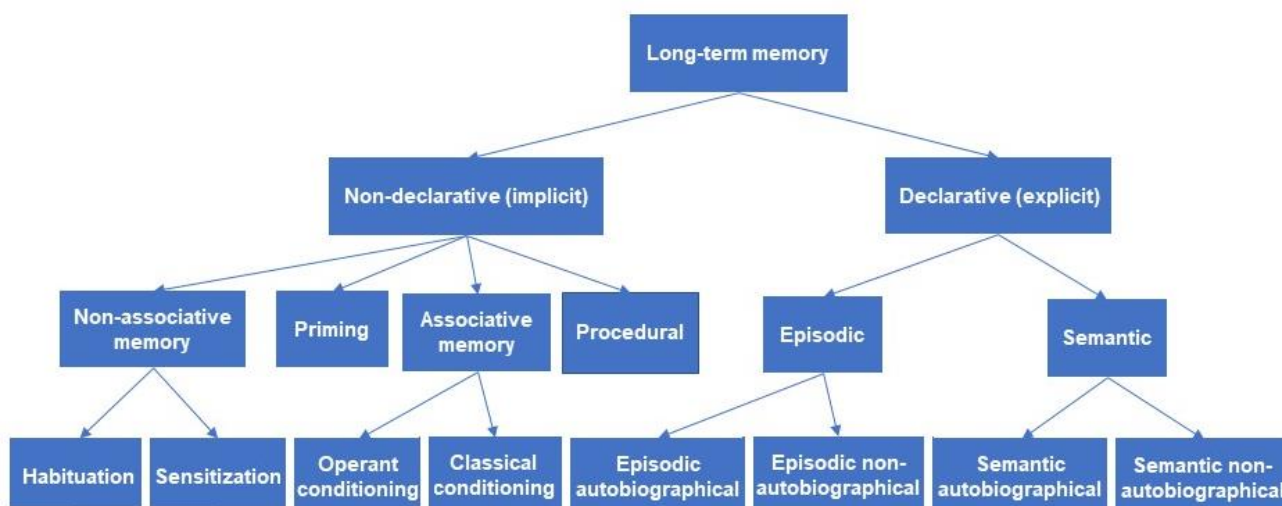 Long-term memory
Non-declarative (implicit)
Declarative (explicit)
Non-associative
memory
Priming
Associative
memory
Procedural
Episodic
Semantic
Habituation
Sensitization
Operant
conditioning
Classical
conditioning
Episodic
autobiographical
Episodic non-
autobiographical
Semantic
autobiographical
Semantic non-
autobiographical